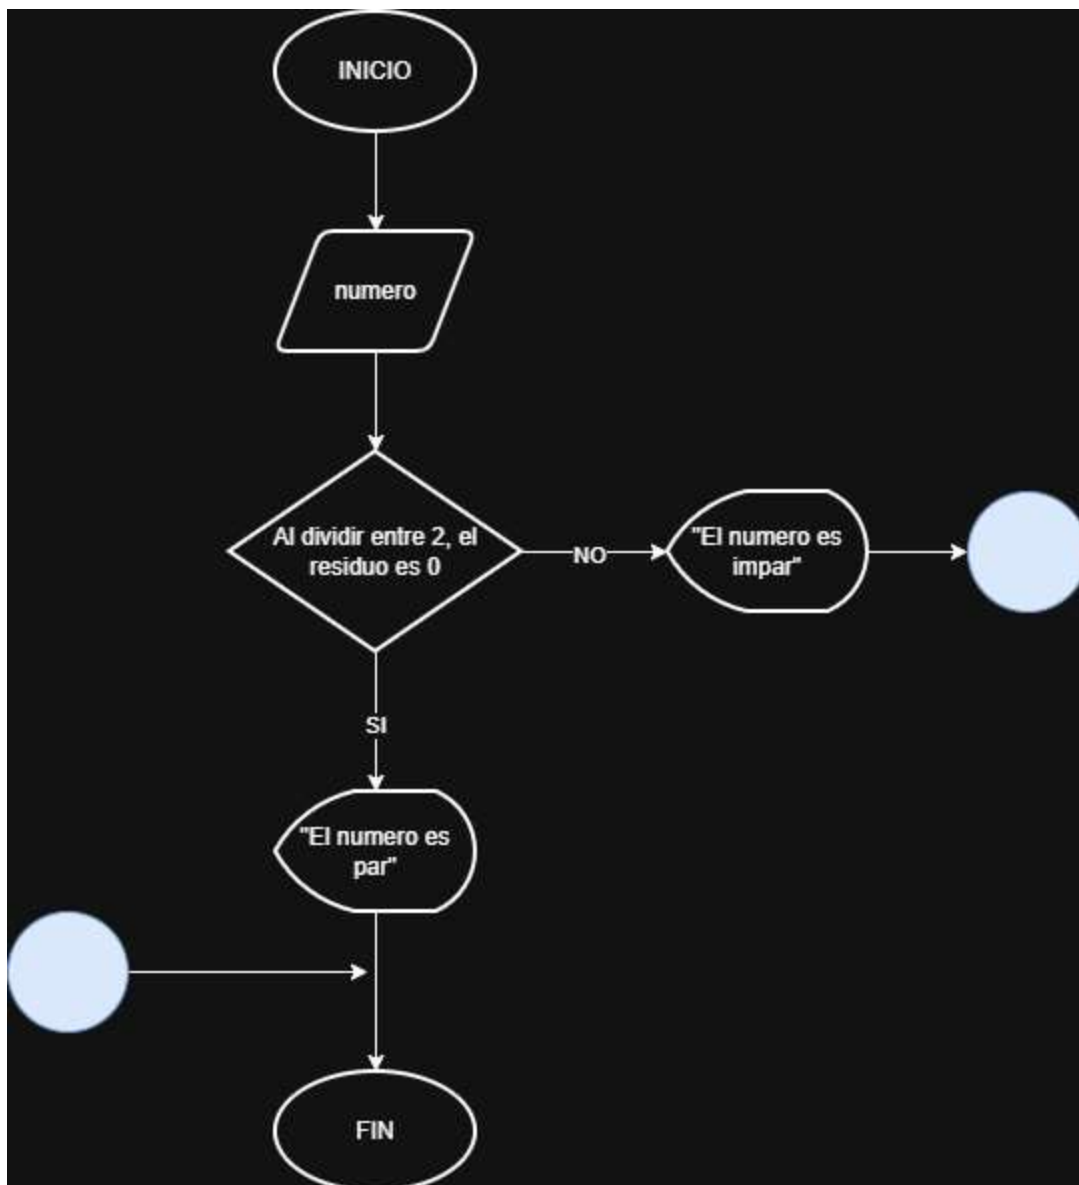 INICIO
numero
Al dividir entre 2, el
residuo es 0
NO
"El numero es
impar"
SI
"El numero es
par"
FIN